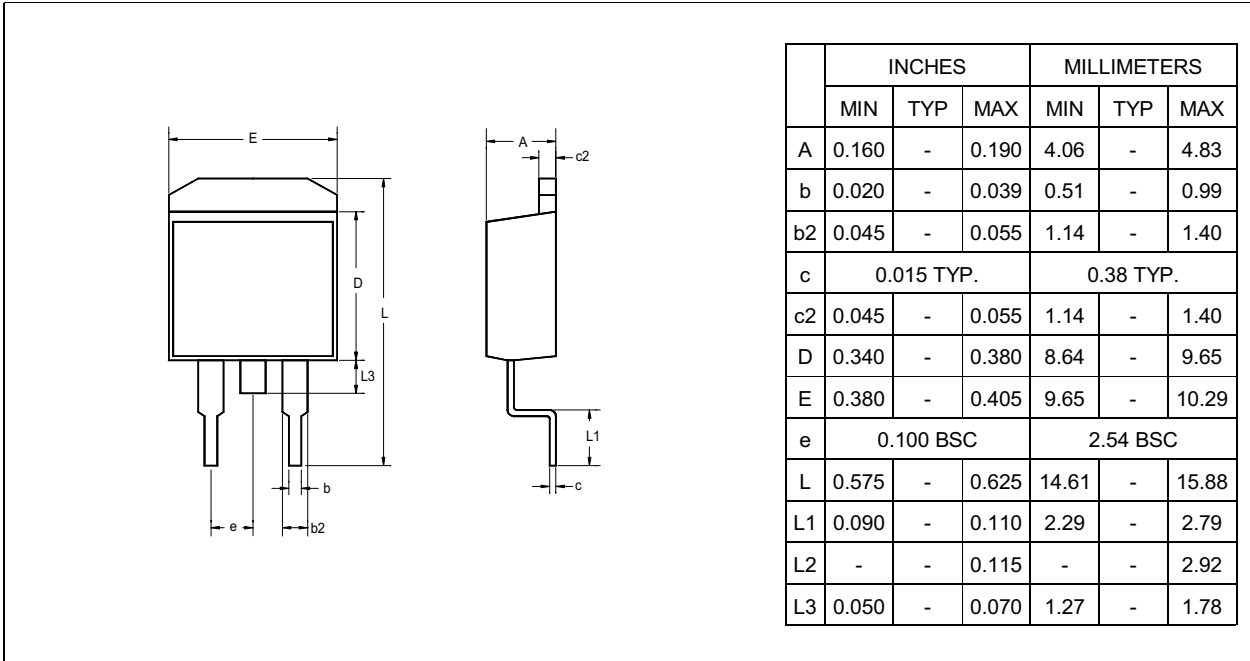 E
A
c2
D
L
L3
L1
b
c
e
b2
INCHES MILLIMETERS
MIN TYP MAX MIN TYP MAX
A 0.160 - 0.190 4.06 - 4.83
b 0.020 - 0.039 0.51 - 0.99
b2 0.045 - 0.055 1.14 - 1.40
c 0.015 TYP. 0.38 TYP.
c2 0.045 - 0.055 1.14 - 1.40
D 0.340 - 0.380 8.64 - 9.65
E 0.380 - 0.405 9.65 - 10.29
e 0.100 BSC 2.54 BSC
L 0.575 - 0.625 14.61 - 15.88
L1 0.090 - 0.110 2.29 - 2.79
L2 - - 0.115 - - 2.92
L3 0.050 - 0.070 1.27 - 1.78